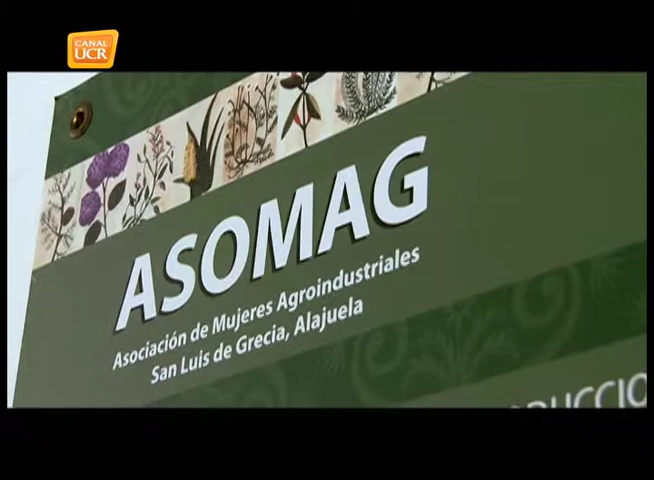 CANAL
UCR
ASOMAG
Asociación de Mujeres Agroindustriales
San Luis de Grecia, Alajuela